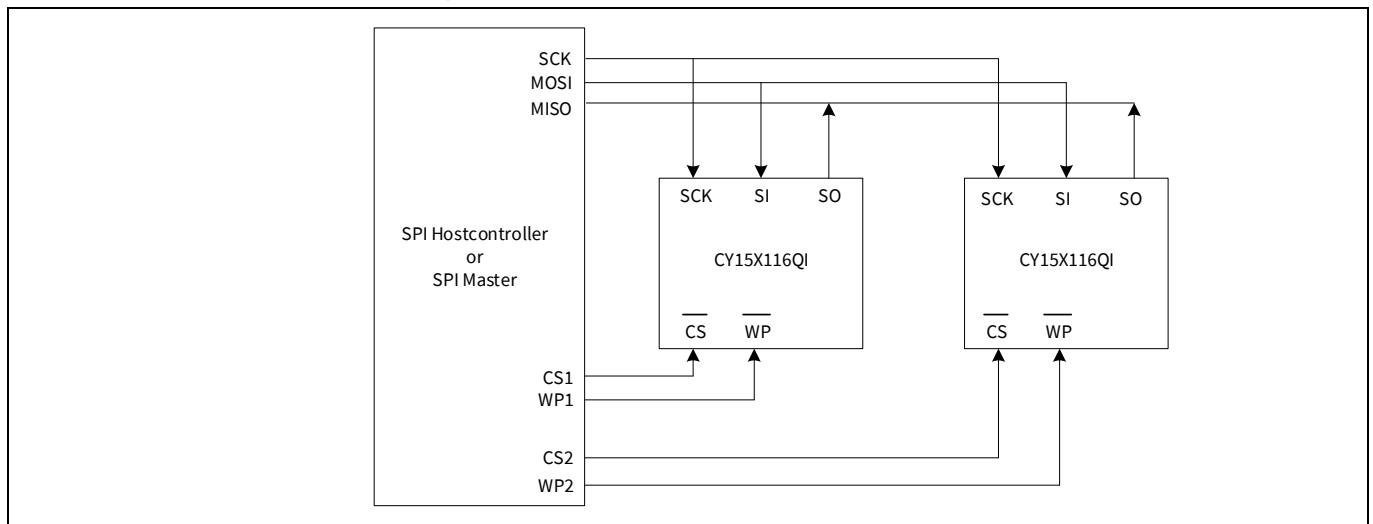 SCK
MOSI
MISO
SPI Hostcontroller
or
SPI Master
CS1
WP1
CS2
WP2
SCK SI SO
CY15X116QI
CS WP
SCK SI SO
CY15X116QI
CS WP